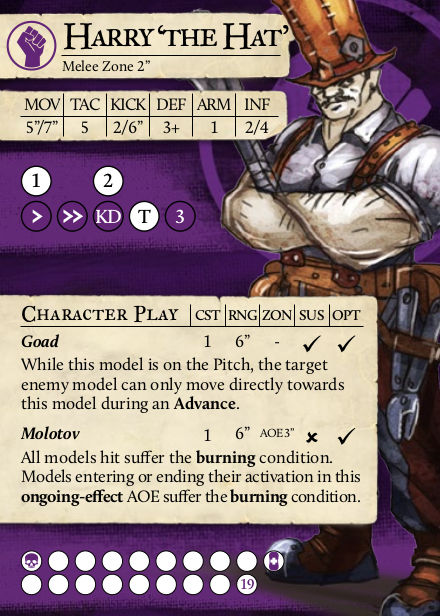 Harry ‘the Hat’
Melee Zone 2”
MOV TAC KICK DEF ARM INF
5”/7” 5 2/6” 3+ 1 2/4
1 2
> >> KD T 3
Character Play CST RNG ZON SUS OPT
Goad 1 6” - ✓ ✓
While this model is on the Pitch, the target
enemy model can only move directly towards
this model during an Advance.
Molotov 1 6” AOE 3” ✗ ✓
All models hit suffer the burning condition.
Models entering or ending their activation in this
ongoing-effect AOE suffer the burning condition.
19